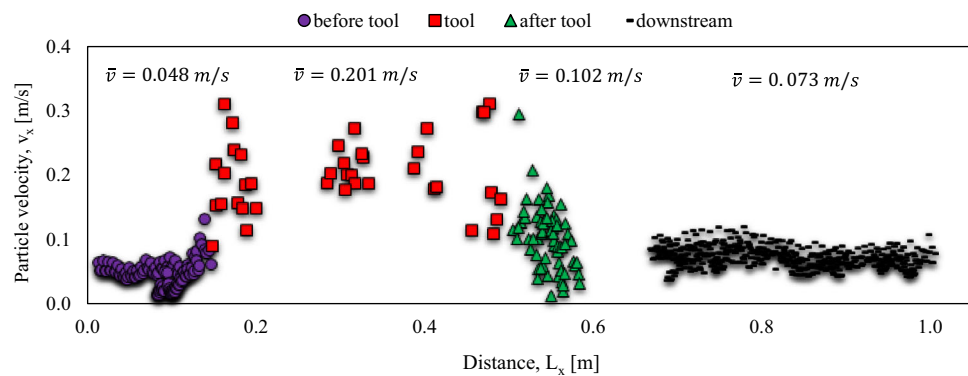 before tool tool after tool downstream
0.4
v̄ = 0.048 m/s v̄ = 0.201 m/s v̄ = 0.102 m/s v̄ = 0.073 m/s
0.3
0.2
0.1
0.0
Particle velocity, v_x [m/s]
0.0 0.2 0.4 0.6 0.8 1.0
Distance, L_x [m]